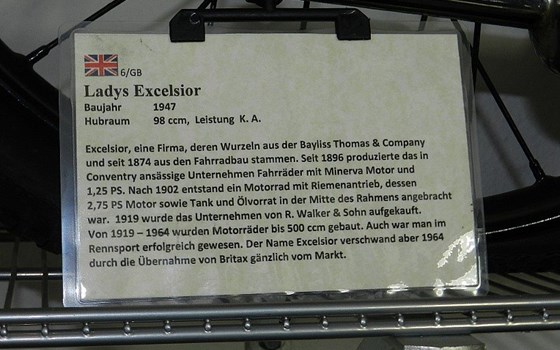 6/GB
Ladys Excelsior
Baujahr 1947
Hubraum 98 ccm, Leistung K. A.
Excelsior, eine Firma, deren Wurzeln aus der Bayliss Thomas & Company
und seit 1874 aus den Fahrradbau stammen. Seit 1896 produzierte das in
Conventry ansässige Unternehmen Fahrräder mit Minerva Motor und
1,25 PS. Nach 1902 entstand ein Motorrad mit Riemenantrieb, dessen
2,75 PS Motor sowie Tank und Ölvorrat in der Mitte des Rahmens angebracht
war. 1919 wurde das Unternehmen von R. Walker & Sohn aufgekauft.
Von 1919 – 1964 wurden Motorräder bis 500 ccm gebaut. Auch war man im
Rennsport erfolgreich gewesen. Der Name Excelsior verschwand aber 1964
durch die Übernahme von Britax gänzlich vom Markt.